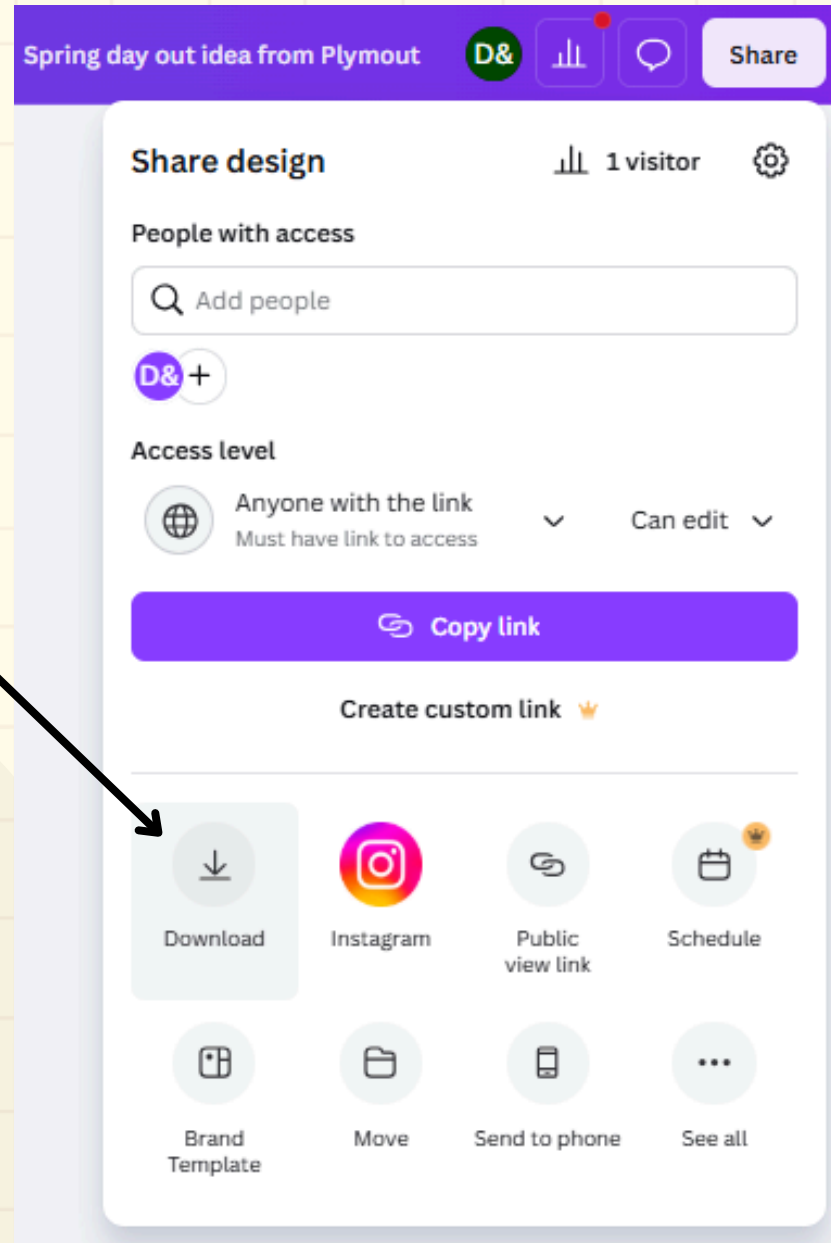 Spring day out idea from Plymout
D&
Share
Share design
1 visitor
People with access
Add people
D&
Access level
Anyone with the link
Must have link to access
Can edit
Copy link
Create custom link
Download
Instagram
Public
view link
Schedule
Brand
Template
Move
Send to phone
See all